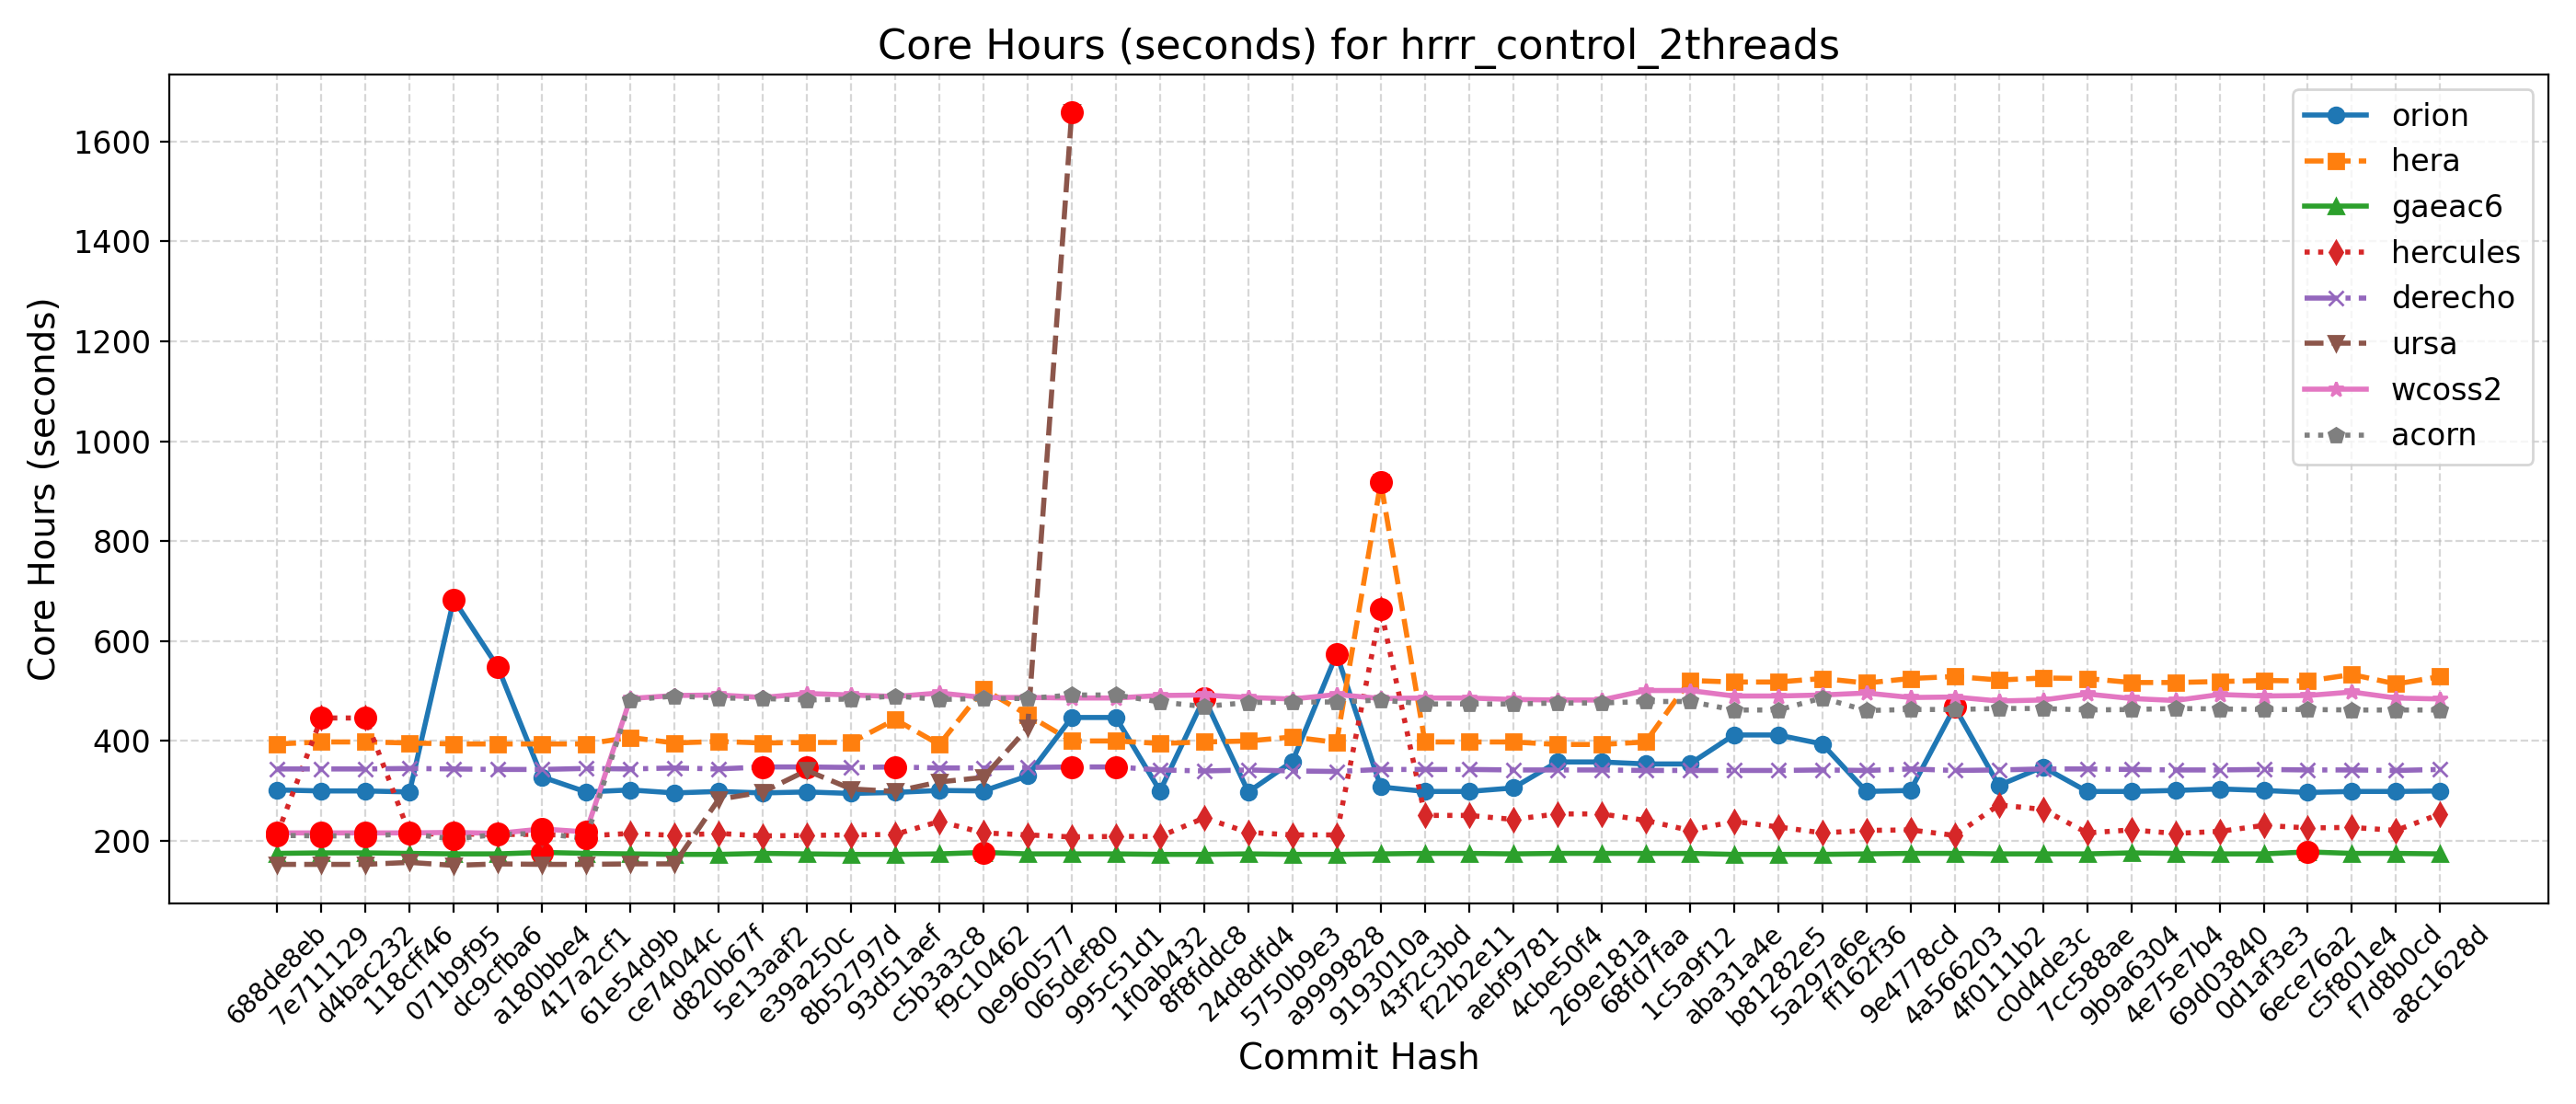 Core Hours (seconds) for hrrr_control_2threads
Core Hours (seconds)
1600
1400
1200
1000
800
600
400
200
orion
hera
gaeac6
hercules
derecho
ursa
wcoss2
acorn
688de8eb
7e711129
d4bac232
118cff46
071b9f95
dc9cfba6
a180bbe4
417a2cf1
61e54d9b
ce74044c
d820b67f
5e13aaf2
e39a250c
8b52797d
93d51aef
c5b3a3c8
f9c10462
0e960577
065def80
995c51d1
1f0ab432
8f8fddc8
24d8dfd4
5750b9e3
a9999828
9193010a
43f2c3bd
f22b2e11
aebf9781
4cbe50f4
269e181a
68fd7faa
1c5a9f12
aba31a4e
b81282e5
5a297a6e
ff162f36
9e4778cd
4a566203
4f0111b2
c0d4de3c
7cc588ae
9b9a6304
4e75e7b4
69d03840
0d1af3e3
6ece76a2
c5f801e4
f7d8b0cd
a8c1628d
Commit Hash